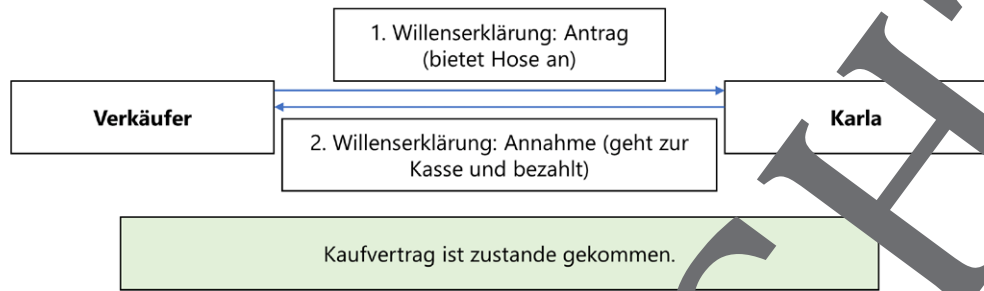 1. Willenserklärung: Antrag
(bietet Hose an)
Verkäufer
Karla
2. Willenserklärung: Annahme (geht zur
Kasse und bezahlt)
Kaufvertrag ist zustande gekommen.